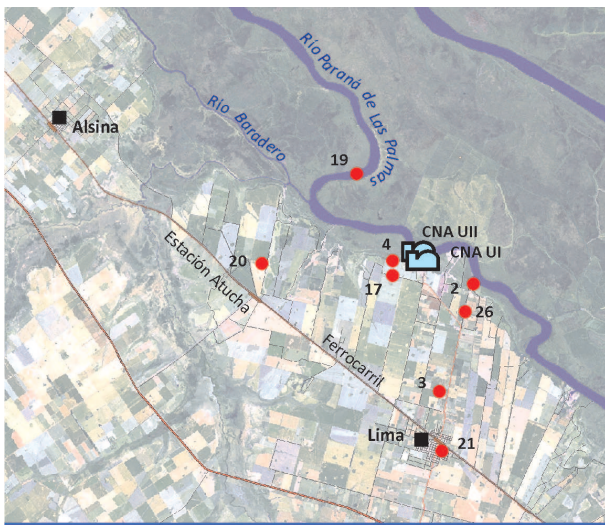 Río Paraná de Las Palmas
Río Baradero
Alsina
19
CNA UII
CNA UI
4
20
17
2
26
Estación Atucha
Ferrocarril
3
Lima
21